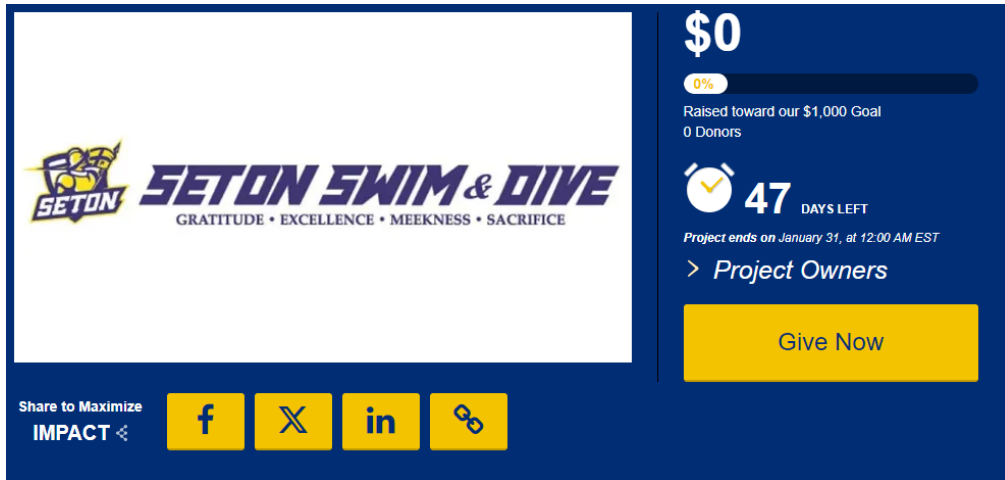 SETON
SETON SWIM & DIVE
GRATITUDE • EXCELLENCE • MEEKNESS • SACRIFICE
$0
0%
Raised toward our $1,000 Goal
0 Donors
47 DAYS LEFT
Project ends on January 31, at 12:00 AM EST
> Project Owners
Give Now
Share to Maximize
IMPACT
f
X
in